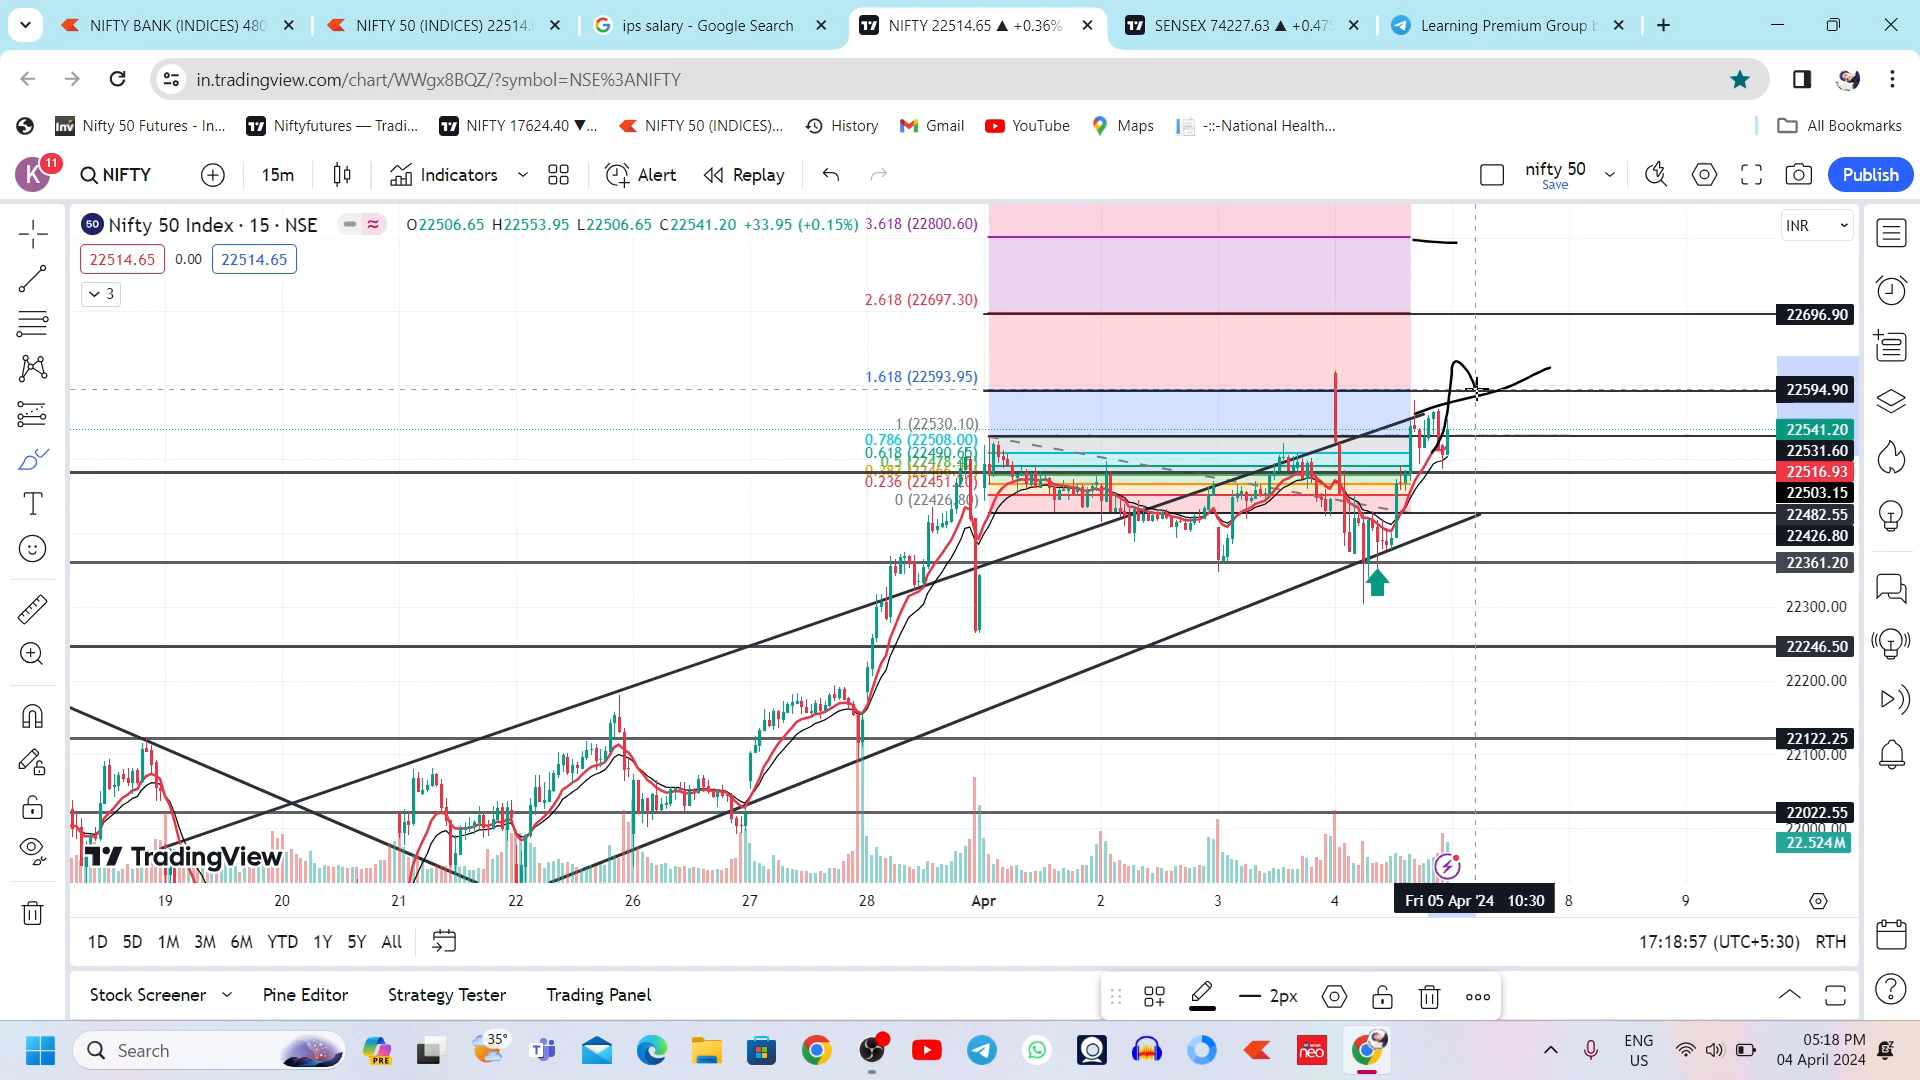 NIFTY BANK (INDICES) 480
NIFTY 50 (INDICES) 22514.
ips salary - Google Search
NIFTY 22514.65 ▲ +0.36%
SENSEX 74227.63 ▲ +0.47
Learning Premium Group
in.tradingview.com/chart/WWgx8BQZ/?symbol=NSE%3ANIFTY
Nifty 50 Futures - In...
Niftyfutures — Tradi...
NIFTY 17624.40 ▼...
NIFTY 50 (INDICES)...
History
Gmail
YouTube
Maps
-::-National Health...
All Bookmarks
K
11
NIFTY
15m
Indicators
Alert
Replay
nifty 50
Save
Publish
50 Nifty 50 Index · 15 · NSE
O22506.65 H22553.95 L22506.65 C22541.20 +33.95 (+0.15%)
22514.65 0.00 22514.65
3
INR
3.618 (22800.60)
2.618 (22697.30)
1.618 (22593.95)
1 (22530.10)
0.786 (22508.00)
0.618 (22490.65)
0.236 (22451.20)
0 (22426.80)
22696.90
22594.90
22541.20
22531.60
22516.93
22503.15
22482.55
22426.80
22361.20
22300.00
22246.50
22200.00
22122.25
22100.00
22022.55
22000.00
22.524M
TradingView
19 20 21 22 26 27 28 Apr 2 3 4 Fri 05 Apr '24 10:30 8 9
1D 5D 1M 3M 6M YTD 1Y 5Y All
17:18:57 (UTC+5:30) RTH
Stock Screener
Pine Editor
Strategy Tester
Trading Panel
2px
Search
PRE
35°
neo
ENG
US
05:18 PM
04 April 2024